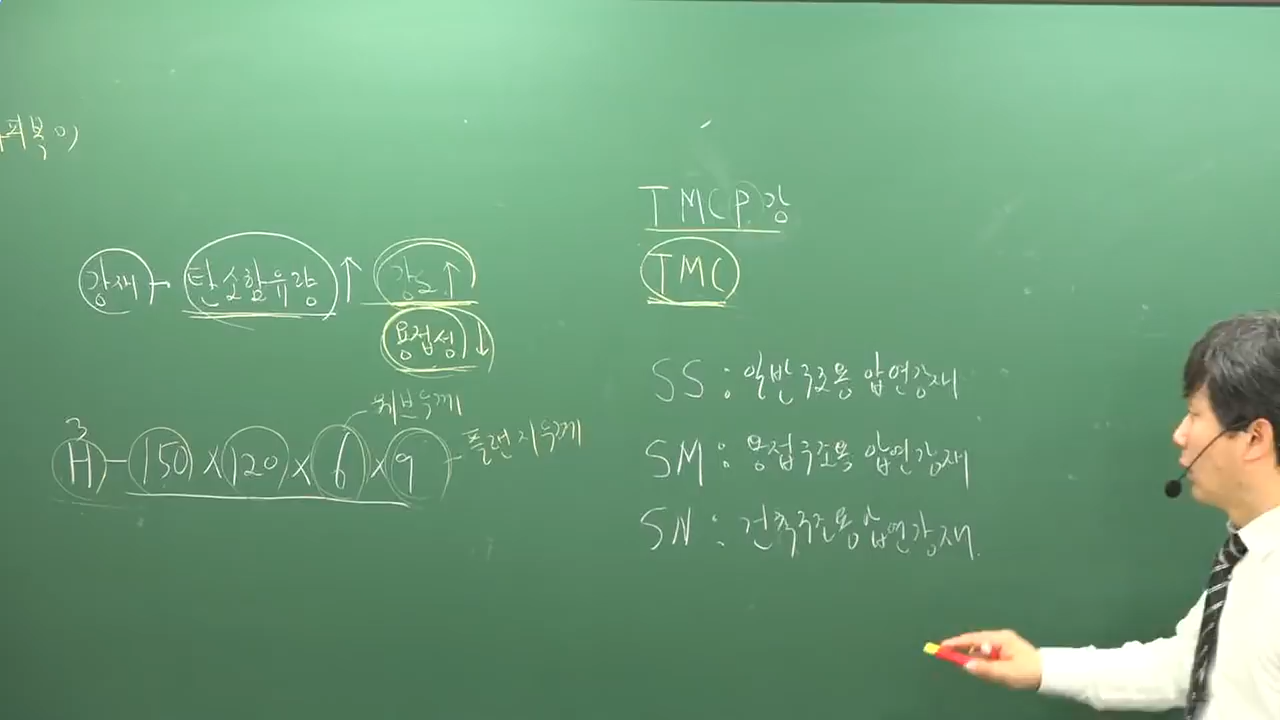 피복이
강재 - 탄소함유량 ↑ 강도 ↑
용접성 ↓
웨브두께
3
H - 150 x 120 x 6 x 9 - 플랜지두께
TMCP강
TMC
SS : 일반구조용 압연강재
SM : 용접구조용 압연강재
SN : 건축구조용 압연강재.